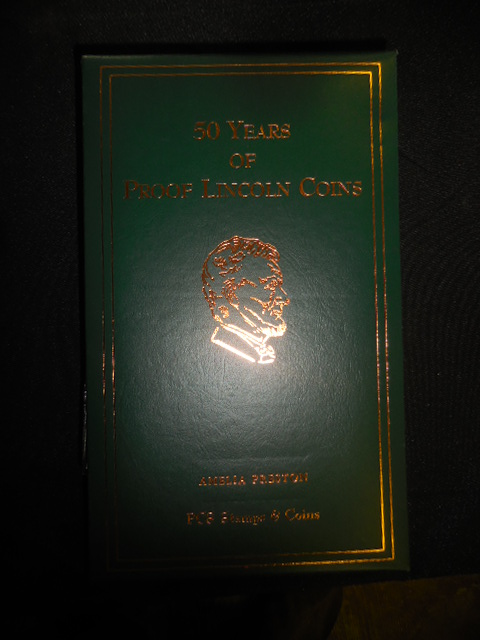 50 YEARS
OF
PROOF LINCOLN COINS
AMELIA PRESTON
PCS Stamps & Coins